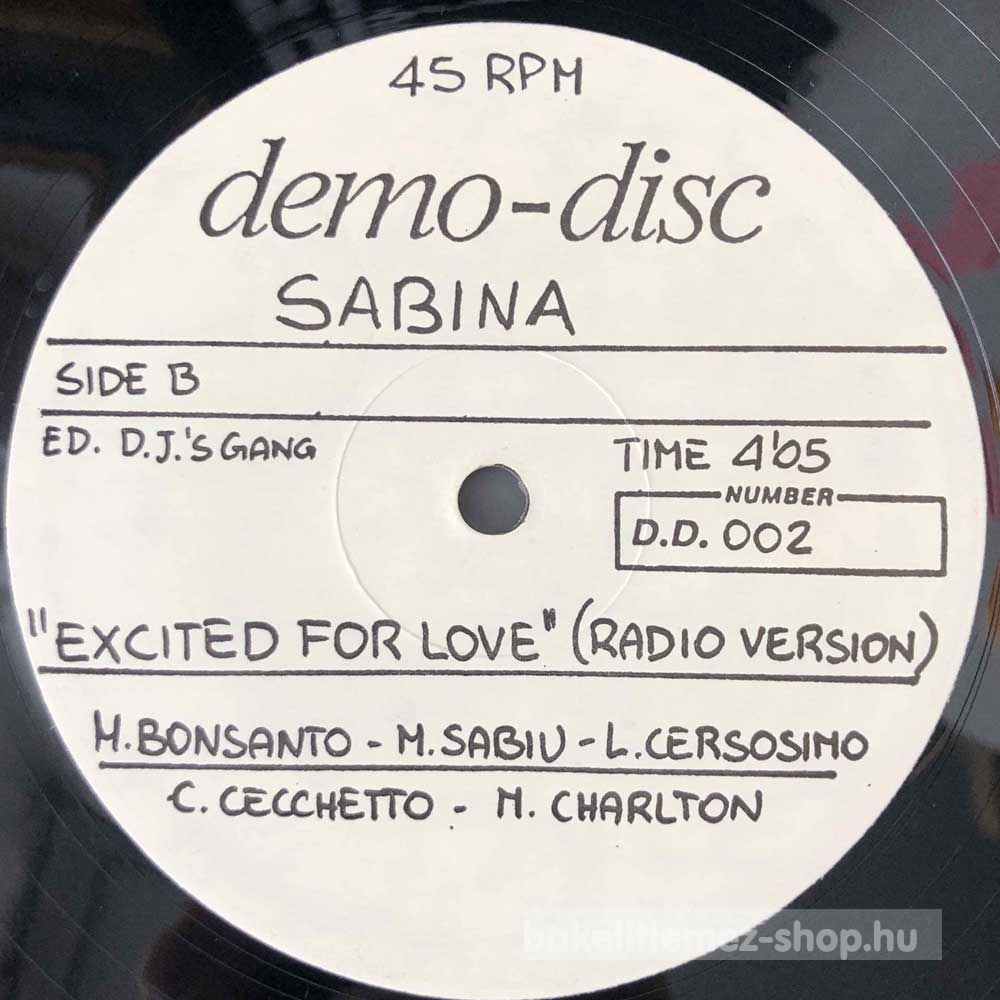 45 RPM
demo-disc
SABINA
SIDE B
ED. D.J.'S GANG
TIME 4'05
NUMBER
D.D. 002
"EXCITED FOR LOVE" (RADIO VERSION)
M. BONSANTO - M. SABIU - L. CERSOSIMO
C. CECCHETTO - M. CHARLTON
bakelitlemez-shop.hu